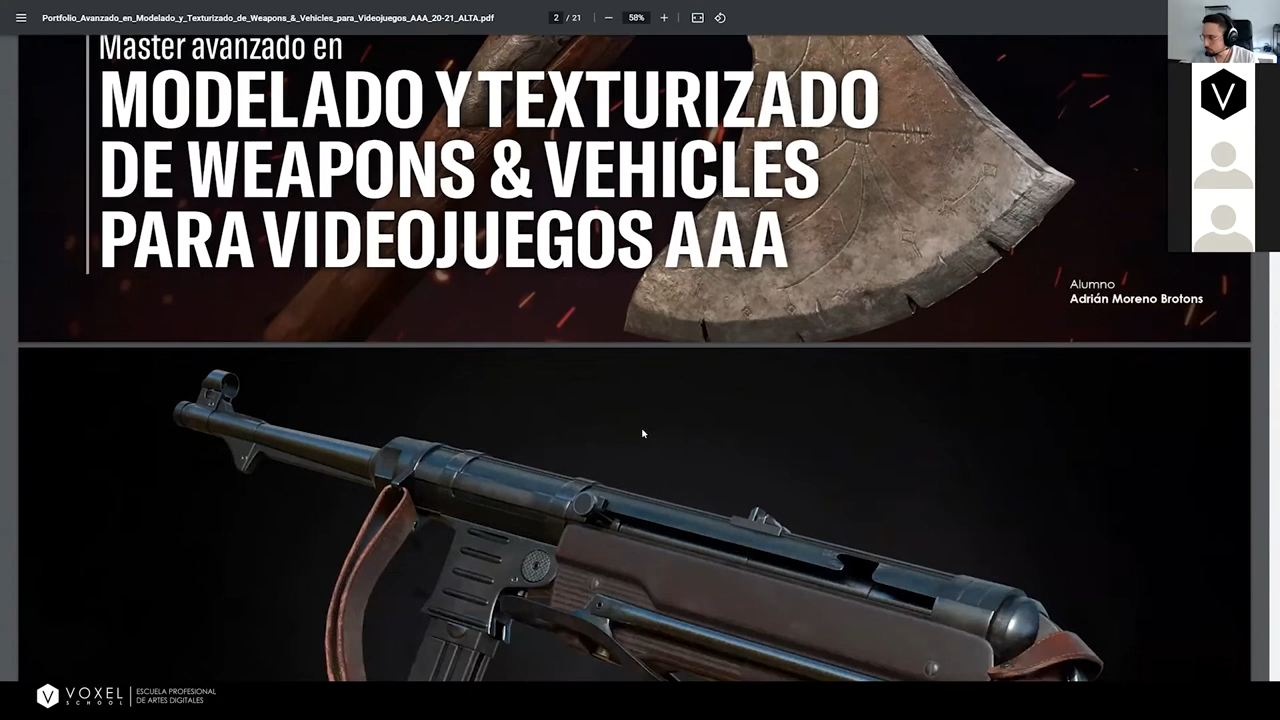 Portfolio_Avanzado_en_Modelado_y_Texturizado_de_Weapons_&_Vehicles_para_Videojuegos_AAA_20-21_ALTA.pdf
2 / 21
58%
Máster avanzado en
MODELADO Y TEXTURIZADO
DE WEAPONS & VEHICLES
PARA VIDEOJUEGOS AAA
Alumno
Adrián Moreno Brotons
VOXEL
SCHOOL
ESCUELA PROFESIONAL
DE ARTES DIGITALES